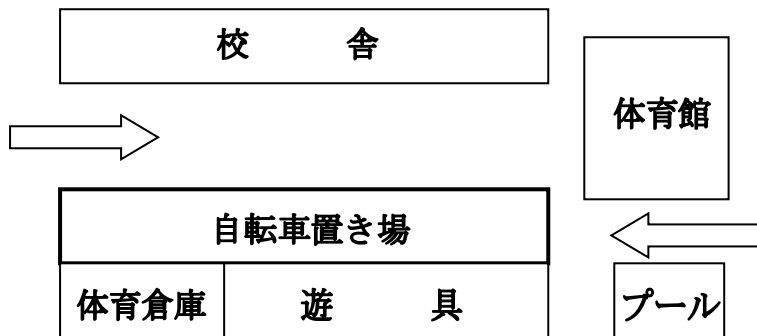 校舎
体育館
自転車置き場
体育倉庫
遊具
プール